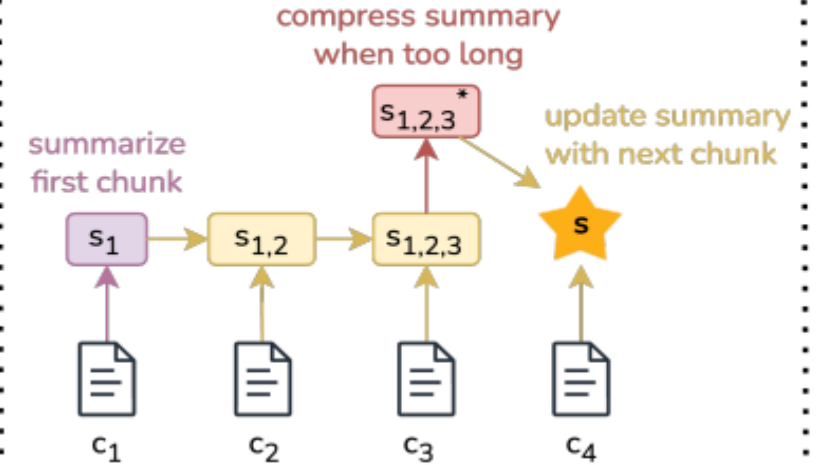 compress summary
when too long
s1,2,3*
update summary
with next chunk
summarize
first chunk
s1
s1,2
s1,2,3
s
c1
c2
c3
c4